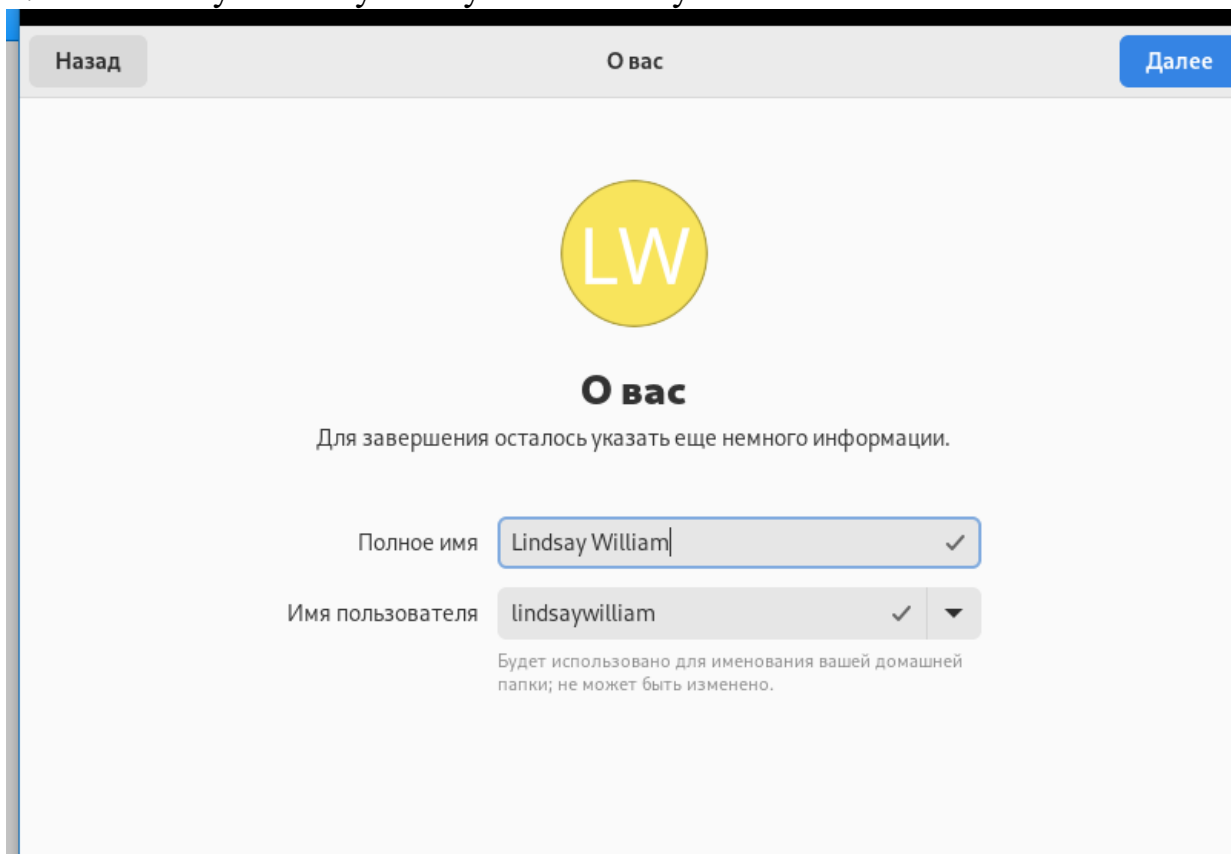 Назад
О вас
Далее
LW
О вас
Для завершения осталось указать еще немного информации.
Полное имя
Lindsay William
Имя пользователя
lindsaywilliam
Будет использовано для именования вашей домашней
папки; не может быть изменено.